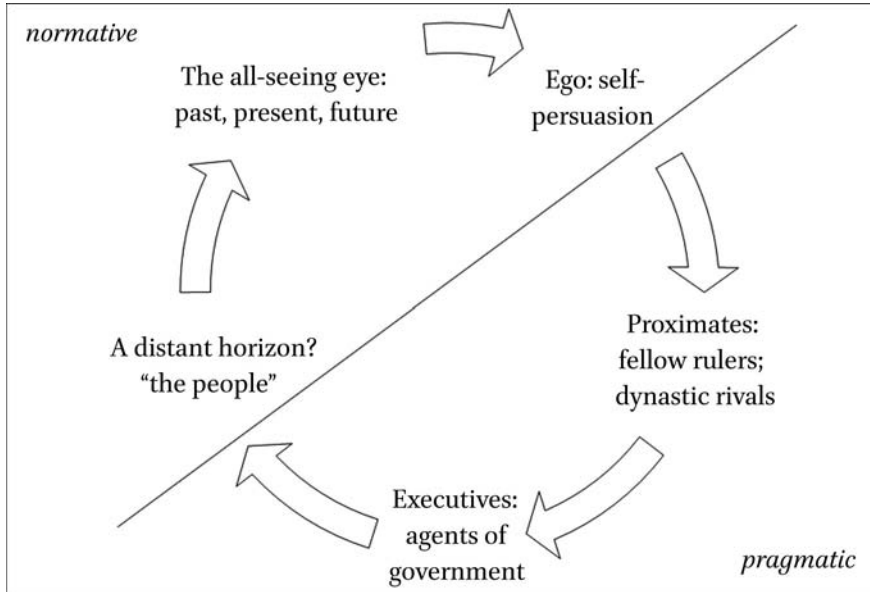 normative
The all-seeing eye:
past, present, future
Ego: self-
persuasion
Proximates:
fellow rulers;
dynastic rivals
A distant horizon?
“the people”
Executives:
agents of
government
pragmatic